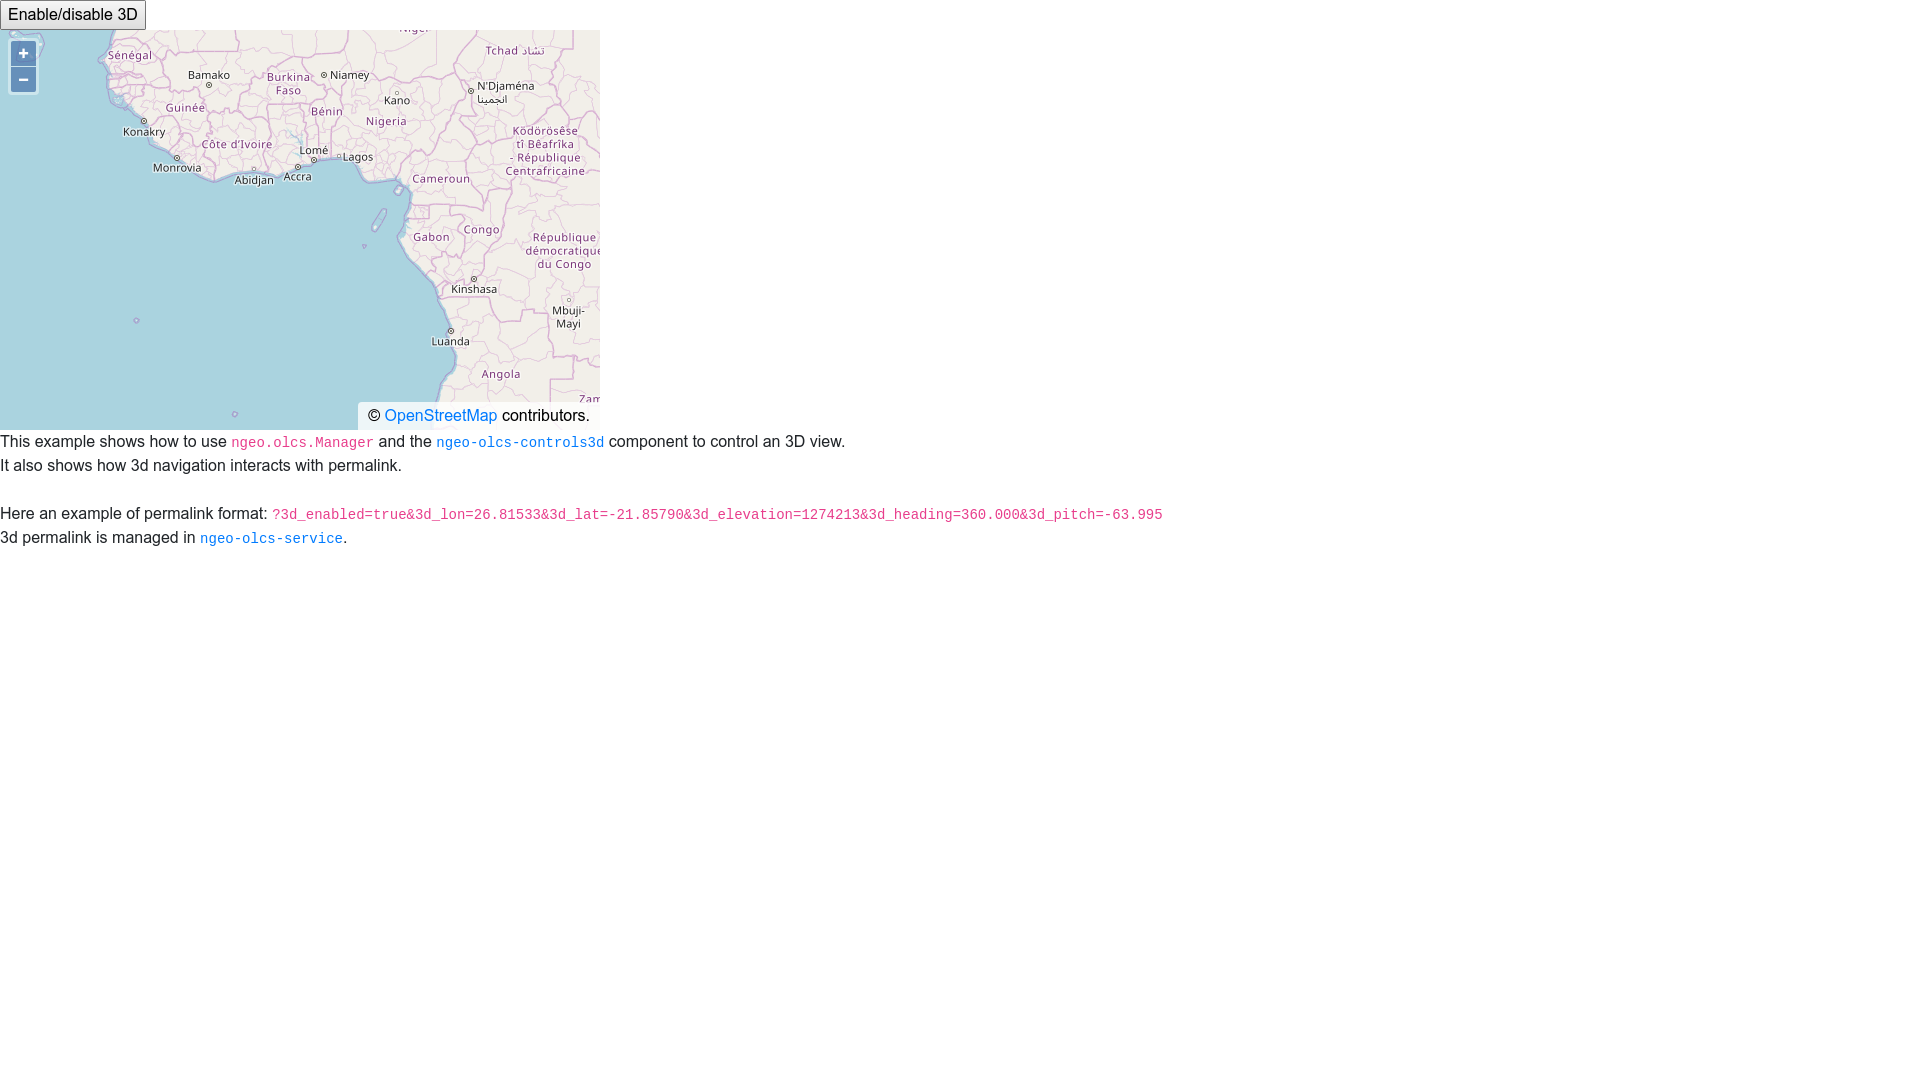 Enable/disable 3D
+
−
Niger
Sénégal
Tchad تشاد
Bamako
Burkina
Faso
Niamey
N'Djaména
انجمينا
Kano
Guinée
Bénin
Nigeria
Konakry
Côte d'Ivoire
Lomé
Lagos
Ködörösêse
tî Bêafrîka
- République
Centrafricaine
Monrovia
Abidjan
Accra
Cameroun
Gabon
Congo
République
démocratique
du Congo
Kinshasa
Mbuji-
Mayi
Luanda
Angola
Zam
© OpenStreetMap contributors.
This example shows how to use ngeo.olcs.Manager and the ngeo-olcs-controls3d component to control an 3D view.
It also shows how 3d navigation interacts with permalink.
Here an example of permalink format: ?3d_enabled=true&3d_lon=26.81533&3d_lat=-21.85790&3d_elevation=1274213&3d_heading=360.000&3d_pitch=-63.995
3d permalink is managed in ngeo-olcs-service.